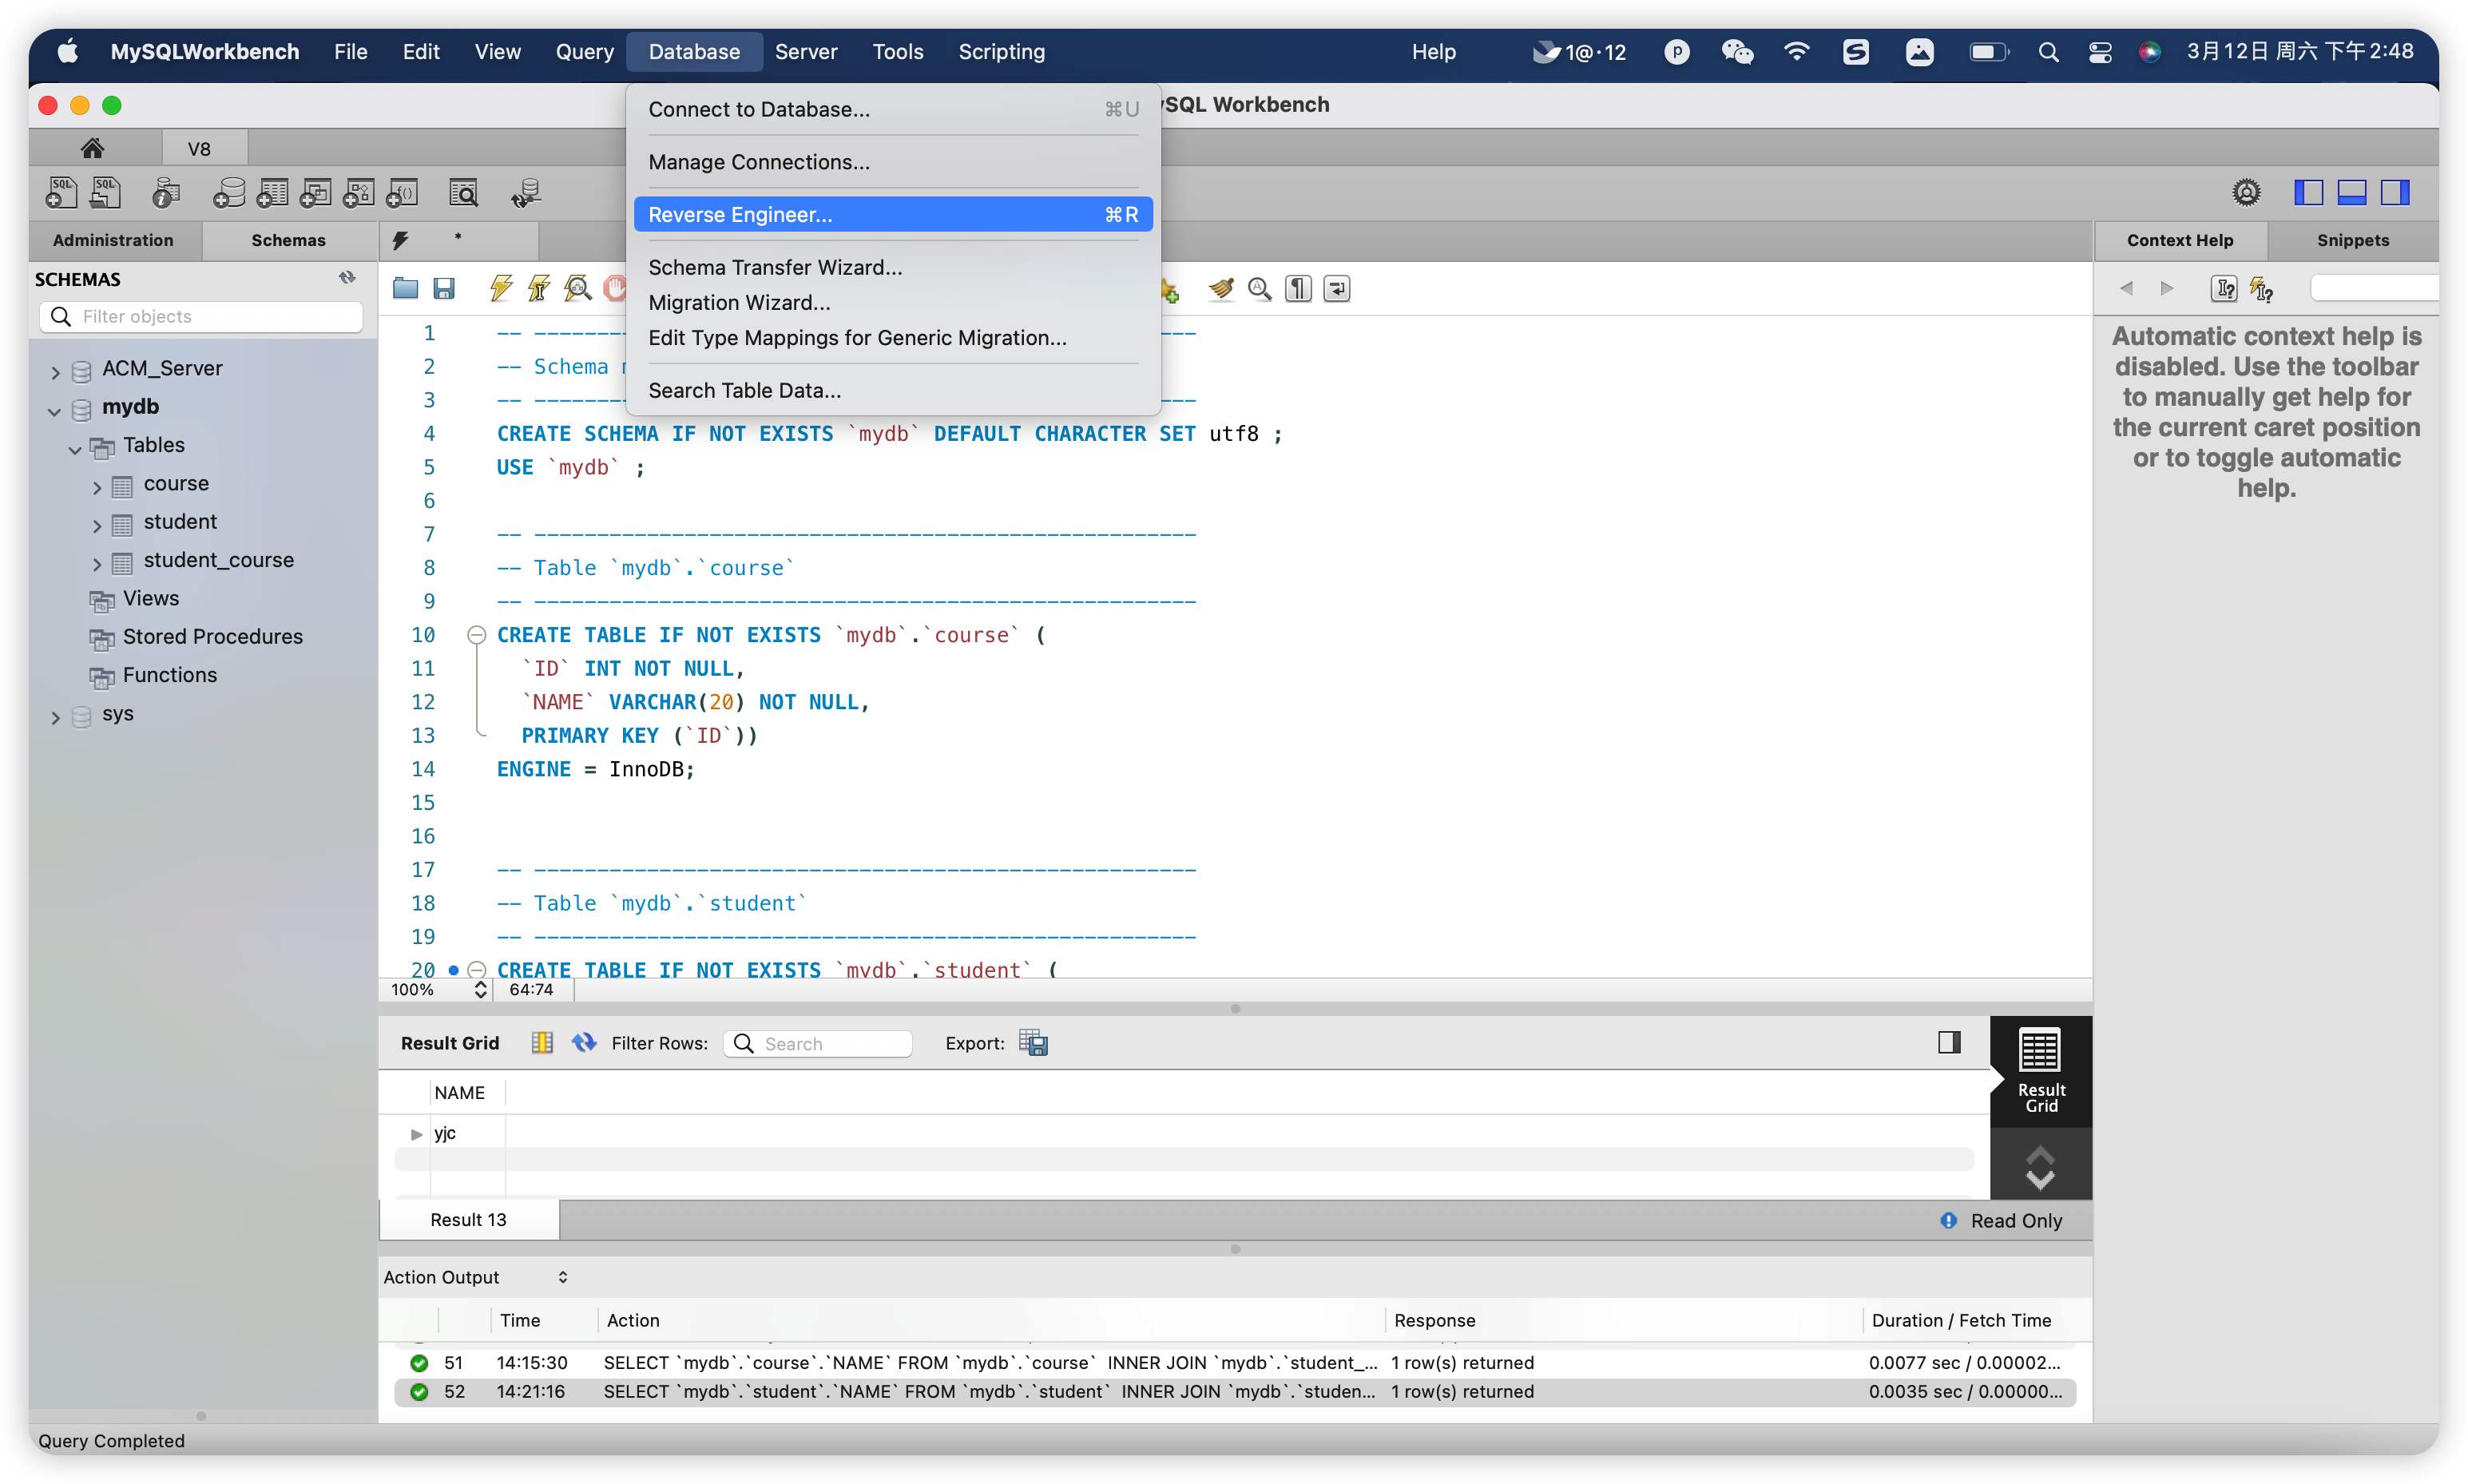 MySQLWorkbench File Edit View Query Database Server Tools Scripting Help 1@·12 3月12日 周六 下午2:48
Connect to Database... ⌘U
Manage Connections...
Reverse Engineer... ⌘R
Schema Transfer Wizard...
Migration Wizard...
Edit Type Mappings for Generic Migration...
Search Table Data...
SQL Workbench
V8
Administration Schemas
*
Context Help Snippets
SCHEMAS
Filter objects
ACM_Server
mydb
Tables
course
student
student_course
Views
Stored Procedures
Functions
sys
1 -- ----
2 -- Schema
3 -- ----
4 CREATE SCHEMA IF NOT EXISTS `mydb` DEFAULT CHARACTER SET utf8 ;
5 USE `mydb` ;
6
7 -- -----------------------------------------------------
8 -- Table `mydb`.`course`
9 -- -----------------------------------------------------
10 CREATE TABLE IF NOT EXISTS `mydb`.`course` (
11 `ID` INT NOT NULL,
12 `NAME` VARCHAR(20) NOT NULL,
13 PRIMARY KEY (`ID`))
14 ENGINE = InnoDB;
15
16
17 -- -----------------------------------------------------
18 -- Table `mydb`.`student`
19 -- -----------------------------------------------------
20 CREATE TABLE IF NOT EXISTS `mydb`.`student` (
100% 64:74
Automatic context help is
disabled. Use the toolbar
to manually get help for
the current caret position
or to toggle automatic
help.
Result Grid Filter Rows: Search Export:
NAME
yjc
Result
Grid
Result 13
Read Only
Action Output
Time Action Response Duration / Fetch Time
51 14:15:30 SELECT `mydb`.`course`.`NAME` FROM `mydb`.`course` INNER JOIN `mydb`.`student_... 1 row(s) returned 0.0077 sec / 0.00002...
52 14:21:16 SELECT `mydb`.`student`.`NAME` FROM `mydb`.`student` INNER JOIN `mydb`.`studen... 1 row(s) returned 0.0035 sec / 0.00000...
Query Completed